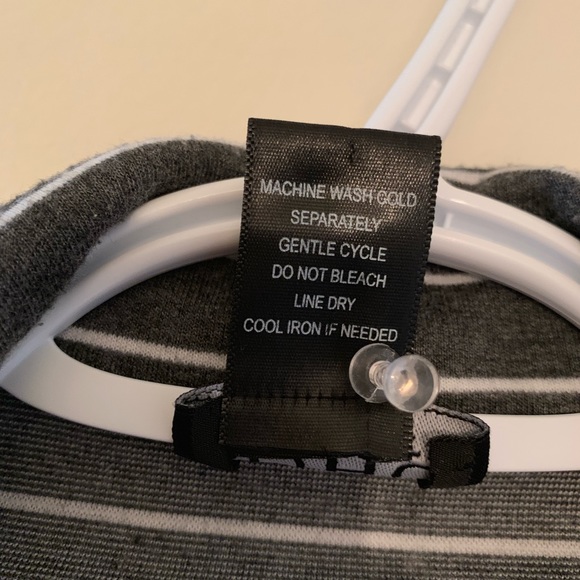 MACHINE WASH COLD
SEPARATELY
GENTLE CYCLE
DO NOT BLEACH
LINE DRY
COOL IRON IF NEEDED